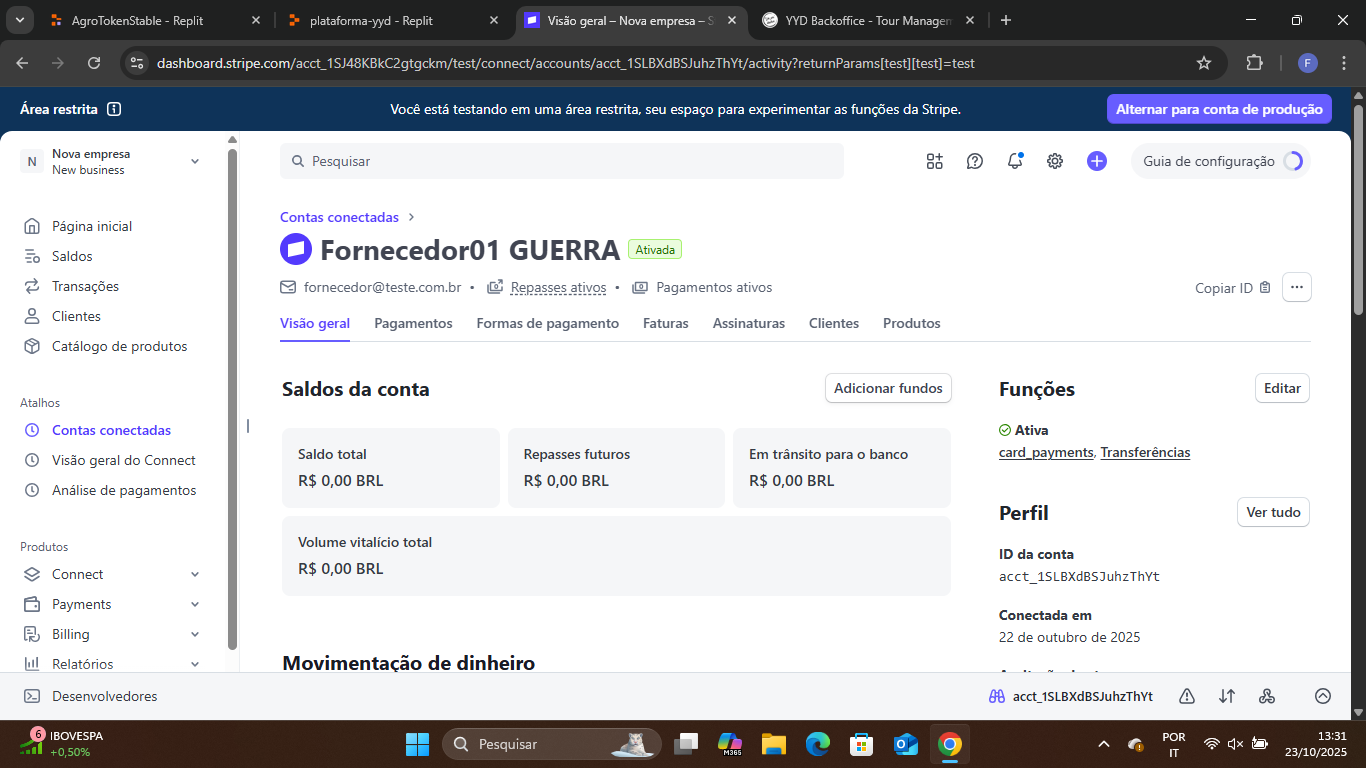 AgroTokenStable - Replit
plataforma-yyd - Replit
Visão geral – Nova empresa – S
YYD Backoffice - Tour Managem
dashboard.stripe.com/acct_1SJ48KBkC2gtgckm/test/connect/accounts/acct_1SLBXdBSJuhzThYt/activity?returnParams[test][test]=test
F
Área restrita
Você está testando em uma área restrita, seu espaço para experimentar as funções da Stripe.
Alternar para conta de produção
N
Nova empresa
New business
Pesquisar
Guia de configuração
Página inicial
Saldos
Transações
Clientes
Catálogo de produtos
Atalhos
Contas conectadas
Visão geral do Connect
Análise de pagamentos
Produtos
Connect
Payments
Billing
Relatórios
Contas conectadas
Fornecedor01 GUERRA
Ativada
fornecedor@teste.com.br • Repasses ativos • Pagamentos ativos
Copiar ID
Visão geral Pagamentos Formas de pagamento Faturas Assinaturas Clientes Produtos
Saldos da conta
Adicionar fundos
Saldo total
R$ 0,00 BRL
Repasses futuros
R$ 0,00 BRL
Em trânsito para o banco
R$ 0,00 BRL
Volume vitalício total
R$ 0,00 BRL
Movimentação de dinheiro
Funções
Editar
Ativa
card_payments, Transferências
Perfil
Ver tudo
ID da conta
acct_1SLBXdBSJuhzThYt
Conectada em
22 de outubro de 2025
Desenvolvedores
acct_1SLBXdBSJuhzThYt
6
IBOVESPA
+0,50%
Pesquisar
M365
POR
IT
13:31
23/10/2025